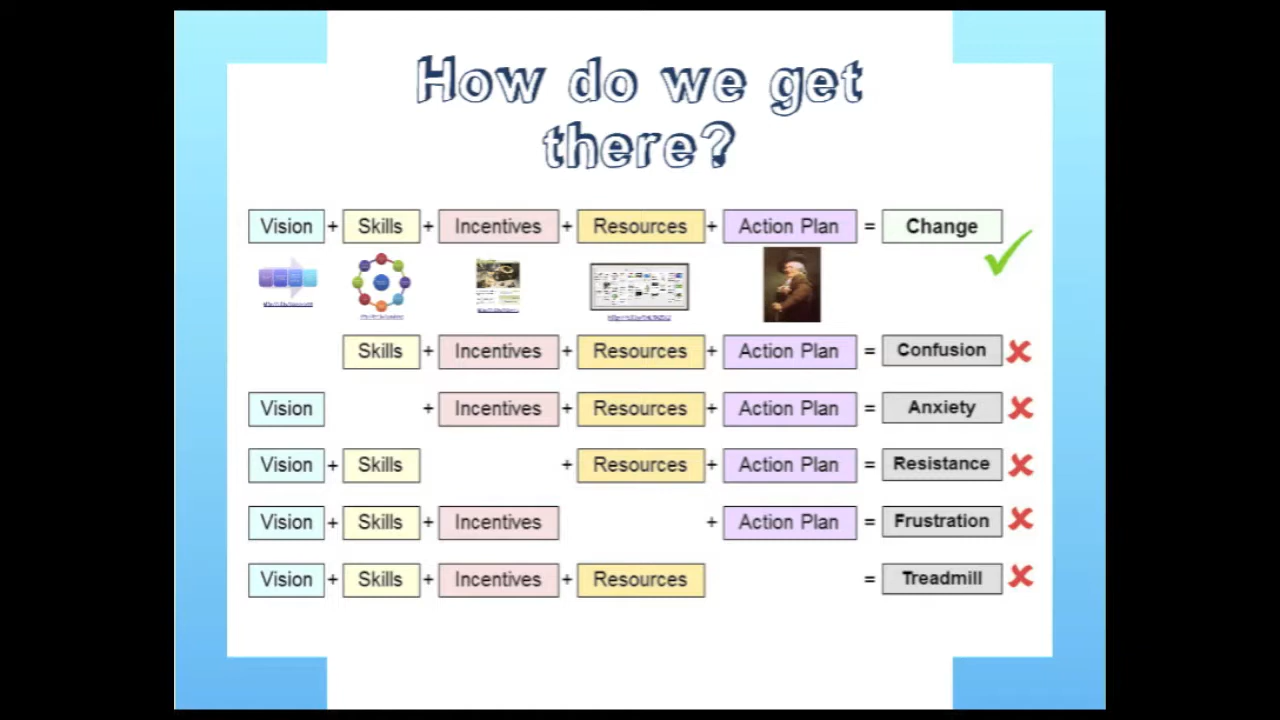 How do we get
there?
Vision + Skills + Incentives + Resources + Action Plan = Change
Skills + Incentives + Resources + Action Plan = Confusion
Vision + Incentives + Resources + Action Plan = Anxiety
Vision + Skills + Resources + Action Plan = Resistance
Vision + Skills + Incentives + Action Plan = Frustration
Vision + Skills + Incentives + Resources = Treadmill